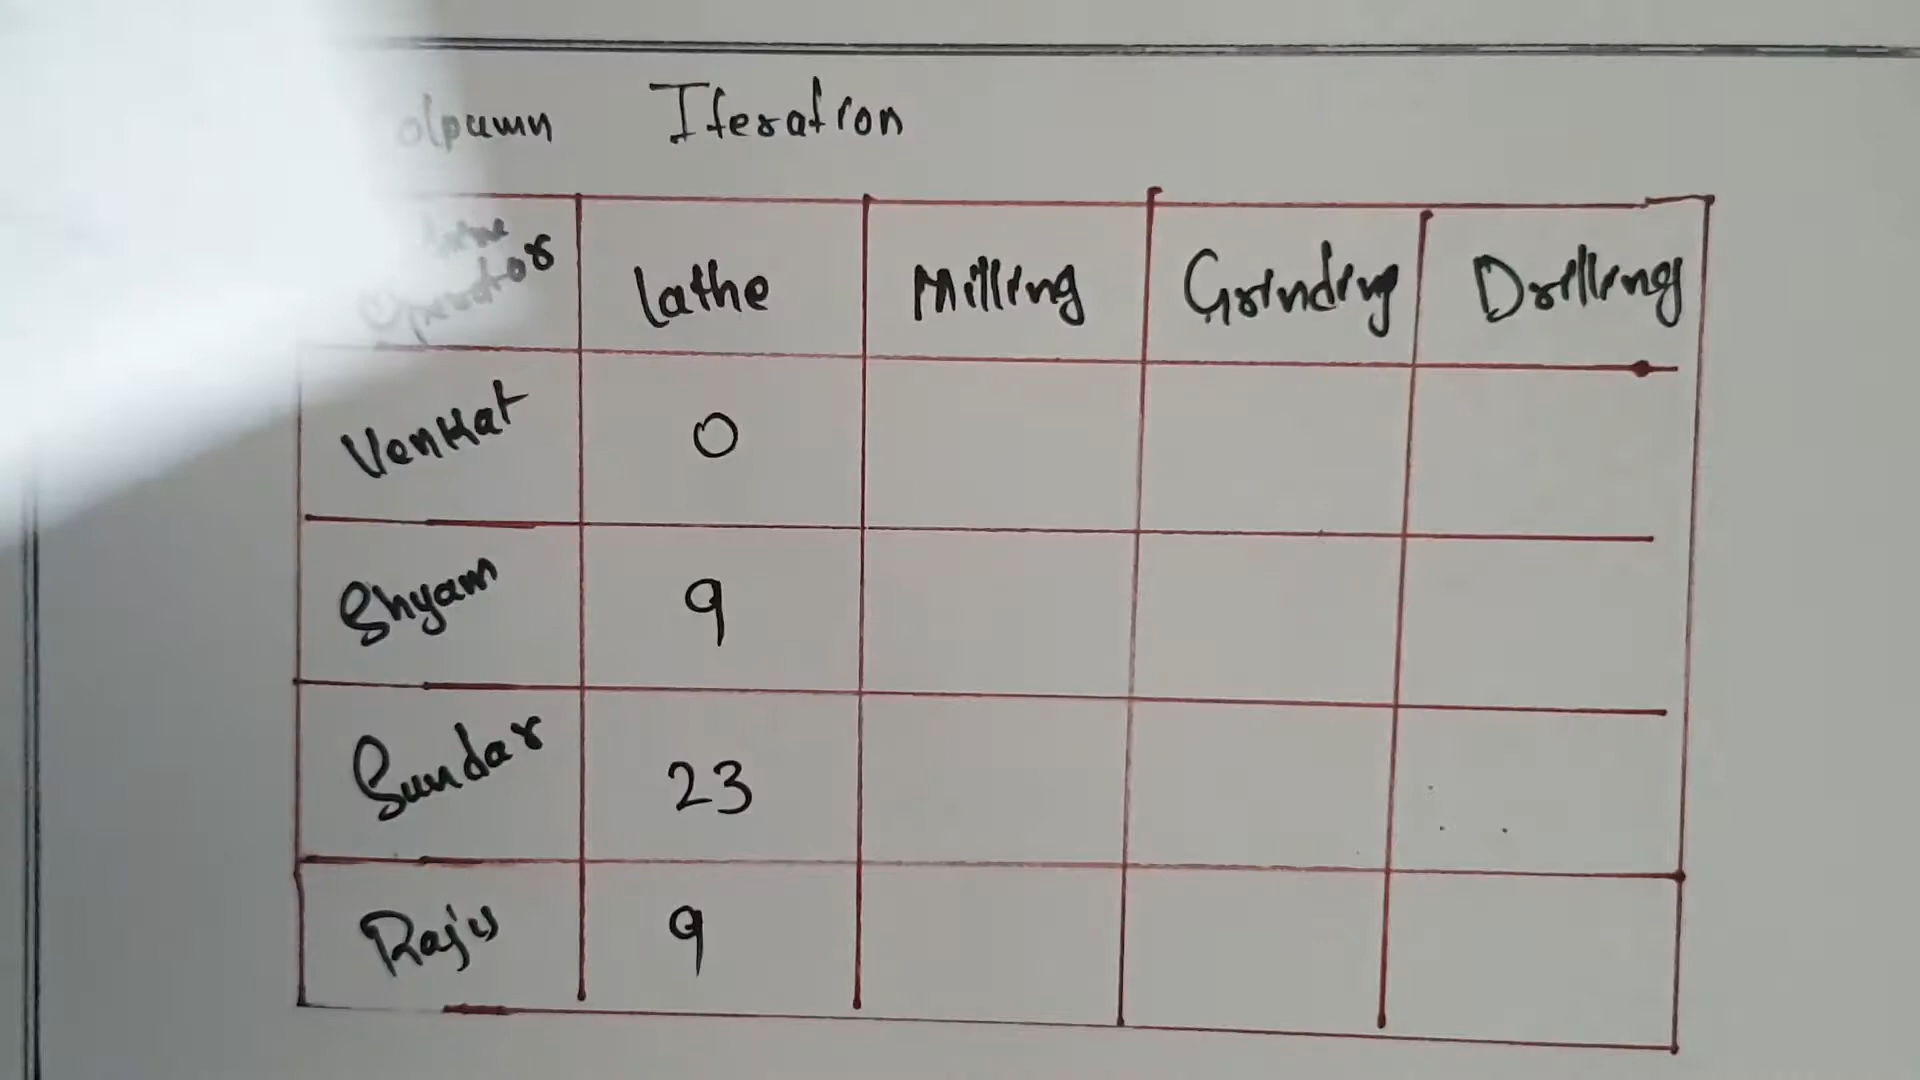 Iteration
Lathe Milling Grinding Drilling
Venkat 0
Shyam 9
Sundar 23
Raju 9